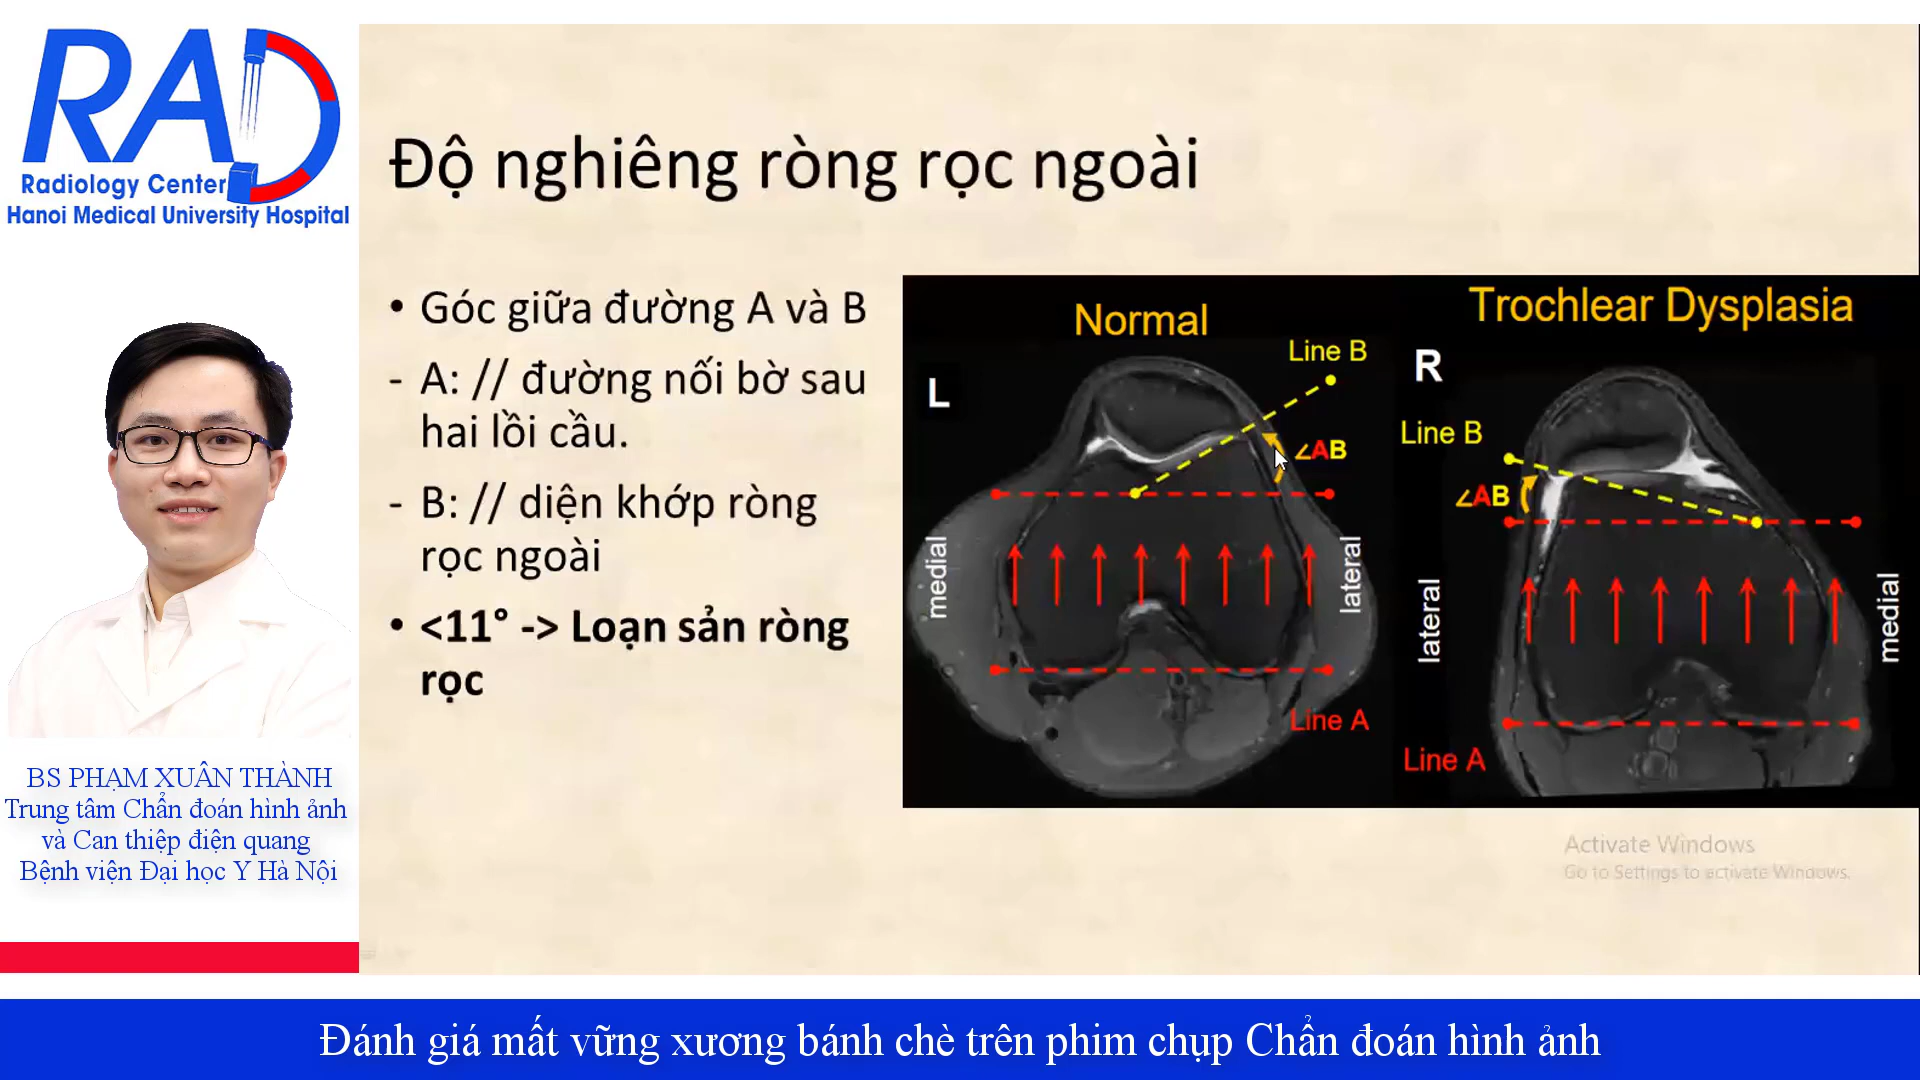 RAD
Radiology Center
Hanoi Medical University Hospital
BS PHẠM XUÂN THÀNH
Trung tâm Chẩn đoán hình ảnh
và Can thiệp điện quang
Bệnh viện Đại học Y Hà Nội
Độ nghiêng ròng rọc ngoài
• Góc giữa đường A và B
- A: // đường nối bờ sau
hai lồi cầu.
- B: // diện khớp ròng
rọc ngoài
• <11° -> Loạn sản ròng
rọc
Normal
L
Line B
∠AB
medial
lateral
Line A
Trochlear Dysplasia
R
Line B
∠AB
lateral
medial
Line A
Activate Windows
Go to Settings to activate Windows.
Đánh giá mất vững xương bánh chè trên phim chụp Chẩn đoán hình ảnh